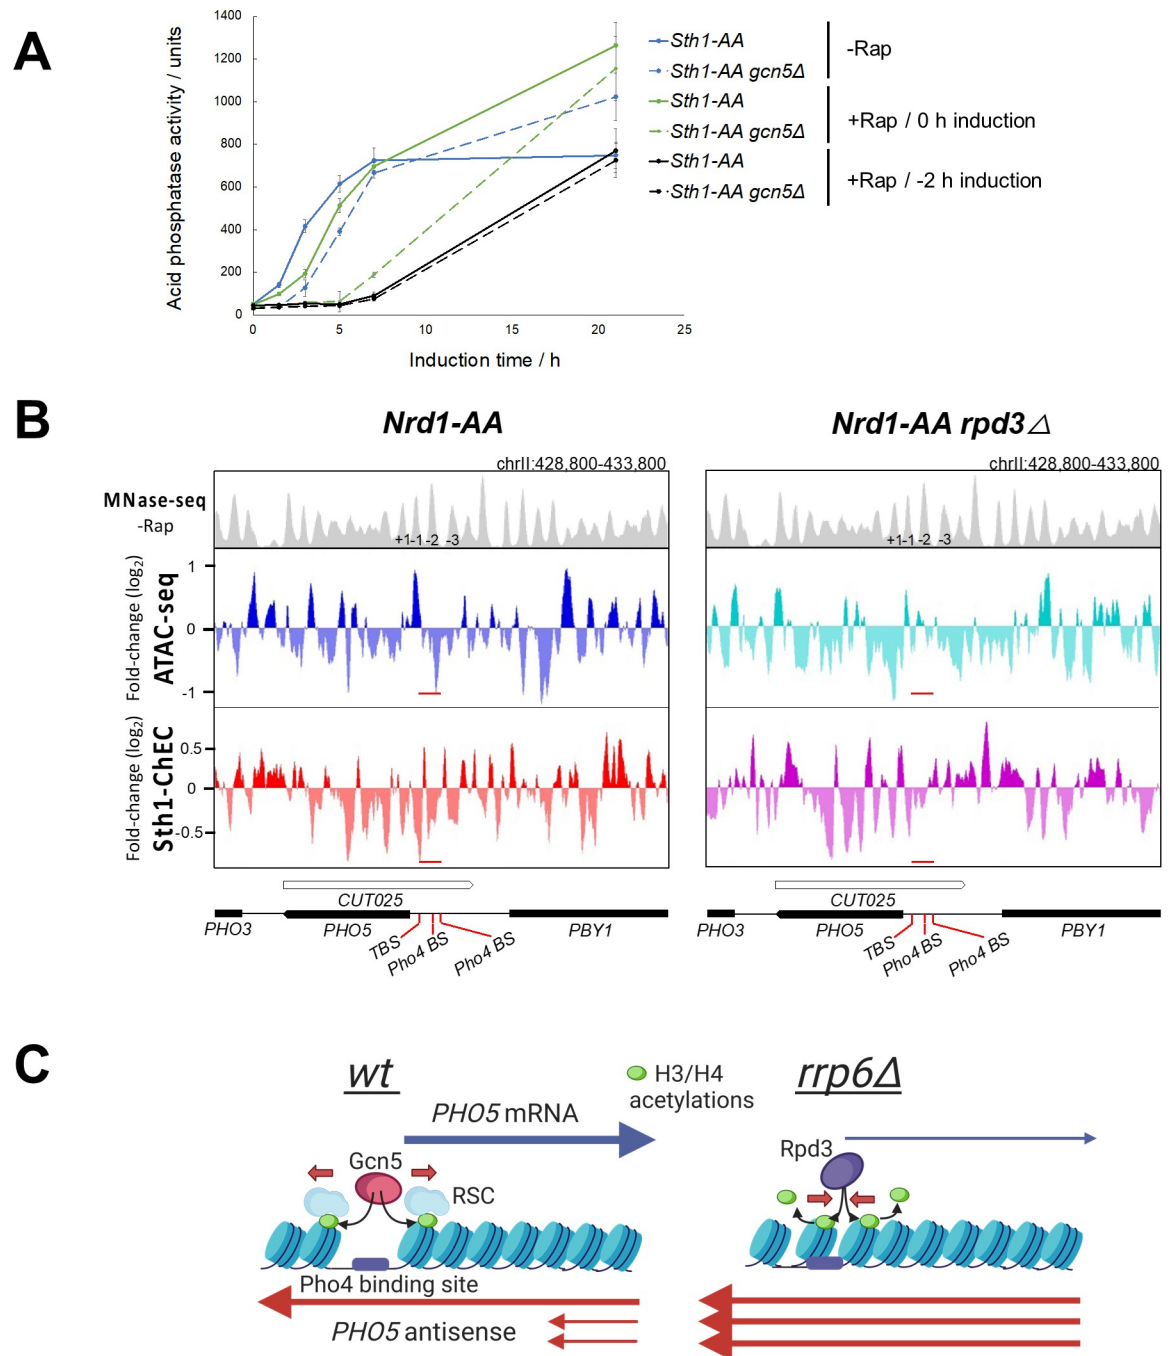 A
Acid phosphatase activity / units
1400
1200
1000
800
600
400
200
0
0 5 10 15 20 25
Induction time / h
Sth1-AA
Sth1-AA gcn5Δ
-Rap
Sth1-AA
Sth1-AA gcn5Δ
+Rap / 0 h induction
Sth1-AA
Sth1-AA gcn5Δ
+Rap / -2 h induction
B
Nrd1-AA
Nrd1-AA rpd3△
chrII:428,800-433,800
chrII:428,800-433,800
MNase-seq
-Rap
+1 -1 -2 -3
+1 -1 -2 -3
Fold-change (log2)
ATAC-seq
1
0
-1
Fold-change (log2)
Sth1-ChEC
0.5
0
-0.5
CUT025
CUT025
PHO3 PHO5 PBY1
PHO3 PHO5 PBY1
TBS Pho4 BS Pho4 BS
TBS Pho4 BS Pho4 BS
C
wt
H3/H4
acetylations
rrp6Δ
PHO5 mRNA
Gcn5
RSC
Rpd3
Pho4 binding site
PHO5 antisense